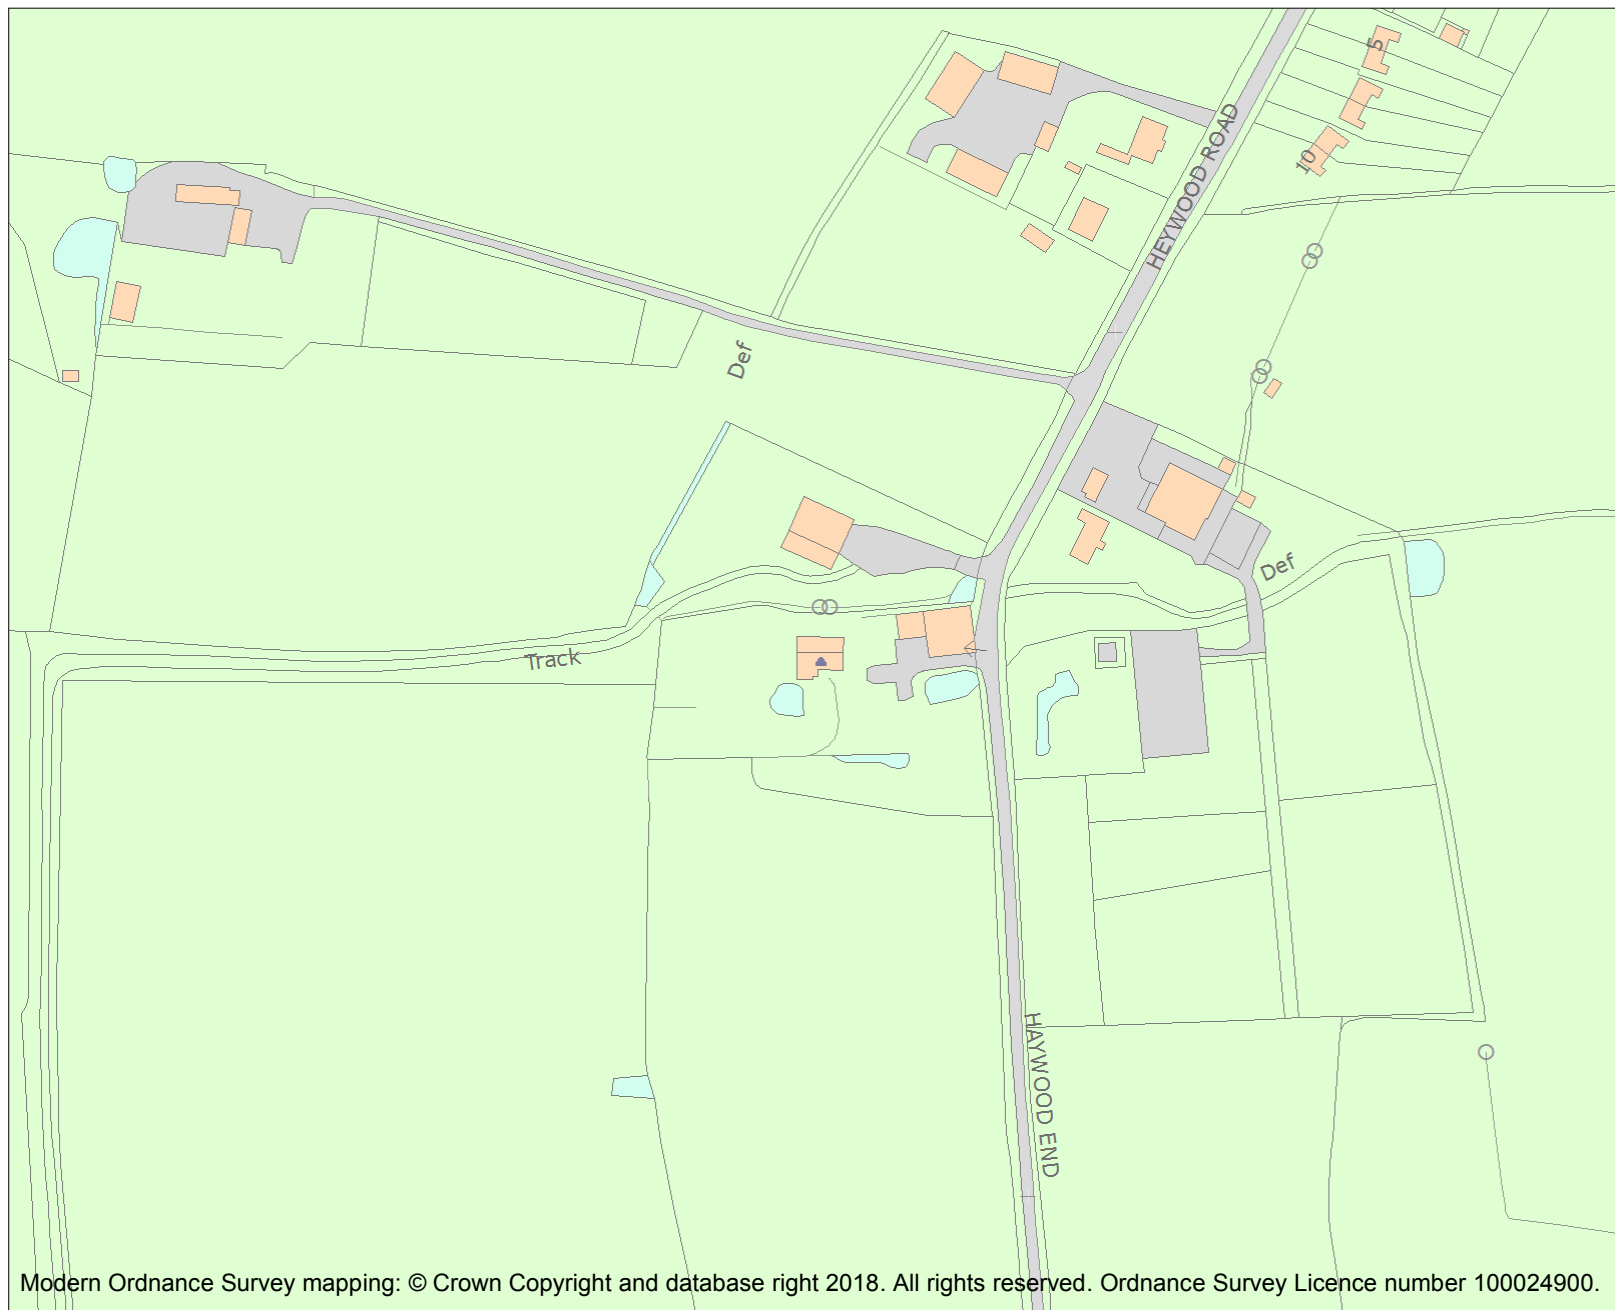 5
10
HEYWOOD ROAD
Def
Def
Track
HAYWOOD END
Modern Ordnance Survey mapping: © Crown Copyright and database right 2018. All rights reserved. Ordnance Survey Licence number 100024900.